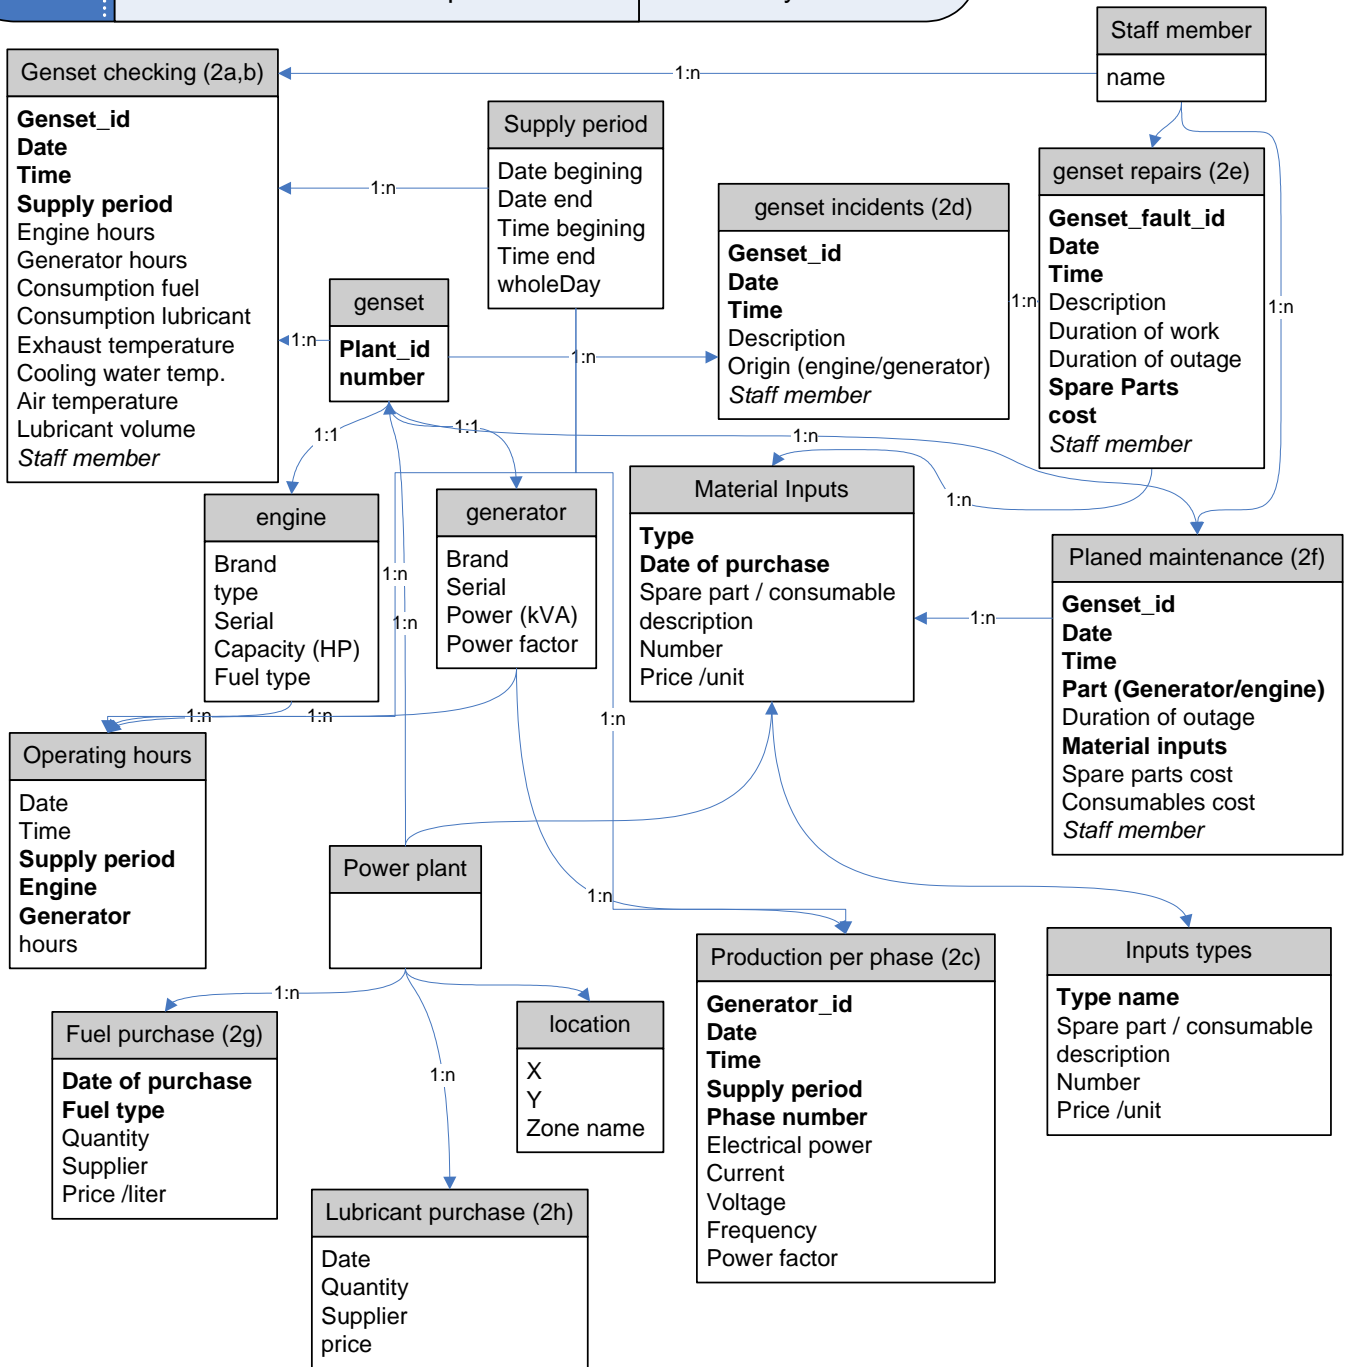 Staff member
name
Genset checking (2a,b)
Genset_id
Date
Time
Supply period
Engine hours
Generator hours
Consumption fuel
Consumption lubricant
Exhaust temperature
Cooling water temp.
Air temperature
Lubricant volume
Staff member
1:n
Supply period
Date begining
Date end
Time begining
Time end
wholeDay
1:n
genset repairs (2e)
Genset_fault_id
Date
Time
Description
Duration of work
Duration of outage
Spare Parts
cost
Staff member
genset incidents (2d)
Genset_id
Date
Time
Description
Origin (engine/generator)
Staff member
1:n
1:n
genset
Plant_id
number
1:n
1:n
1:1
1:1
1:n
engine
Brand
type
Serial
Capacity (HP)
Fuel type
generator
Brand
Serial
Power (kVA)
Power factor
Material Inputs
Type
Date of purchase
Spare part / consumable
description
Number
Price /unit
1:n
Planed maintenance (2f)
Genset_id
Date
Time
Part (Generator/engine)
Duration of outage
Material inputs
Spare parts cost
Consumables cost
Staff member
1:n
1:n
1:n
1:n
1:n
1:n
Operating hours
Date
Time
Supply period
Engine
Generator
hours
Power plant
1:n
Production per phase (2c)
Generator_id
Date
Time
Supply period
Phase number
Electrical power
Current
Voltage
Frequency
Power factor
Inputs types
Type name
Spare part / consumable
description
Number
Price /unit
1:n
Fuel purchase (2g)
Date of purchase
Fuel type
Quantity
Supplier
Price /liter
location
X
Y
Zone name
1:n
Lubricant purchase (2h)
Date
Quantity
Supplier
price